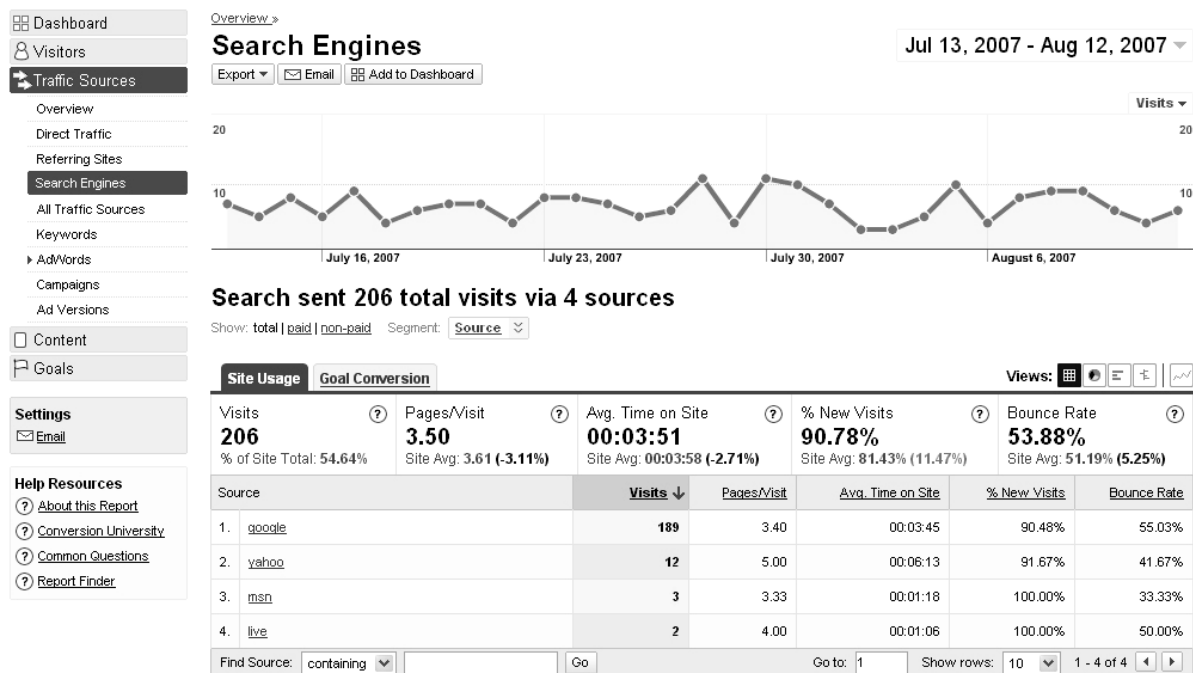 Dashboard
Visitors
Traffic Sources
Overview
Direct Traffic
Referring Sites
Search Engines
All Traffic Sources
Keywords
AdWords
Campaigns
Ad Versions
Content
Goals
Settings
Email
Help Resources
About this Report
Conversion University
Common Questions
Report Finder
Overview »
Search Engines
Jul 13, 2007 - Aug 12, 2007
Export Email Add to Dashboard
Visits
20 20
10 10
July 16, 2007 July 23, 2007 July 30, 2007 August 6, 2007
Search sent 206 total visits via 4 sources
Show: total | paid | non-paid Segment: Source
Site Usage Goal Conversion Views:
Visits ? Pages/Visit ? Avg. Time on Site ? % New Visits ? Bounce Rate ?
206 3.50 00:03:51 90.78% 53.88%
% of Site Total: 54.64% Site Avg: 3.61 (-3.11%) Site Avg: 00:03:58 (-2.71%) Site Avg: 81.43% (11.47%) Site Avg: 51.19% (5.25%)
Source Visits Pages/Visit Avg. Time on Site % New Visits Bounce Rate
1. google 189 3.40 00:03:45 90.48% 55.03%
2. yahoo 12 5.00 00:06:13 91.67% 41.67%
3. msn 3 3.33 00:01:18 100.00% 33.33%
4. live 2 4.00 00:01:06 100.00% 50.00%
Find Source: containing Go Go to: 1 Show rows: 10 1 - 4 of 4